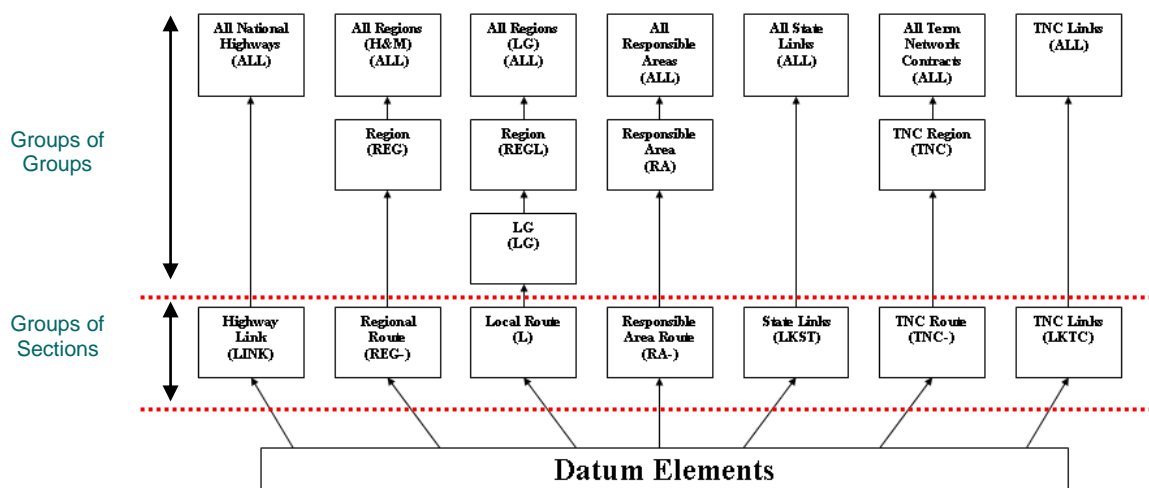 All National
Highways
(ALL)
All Regions
(H&M)
(ALL)
All Regions
(LG)
(ALL)
All
Responsible
Areas
(ALL)
All State
Links
(ALL)
All Term
Network
Contracts
(ALL)
TNC Links
(ALL)
Groups of
Groups
Region
(REG)
Region
(REGL)
Responsible
Area
(RA)
TNC Region
(TNC)
LG
(LG)
Groups of
Sections
Highway
Link
(LINK)
Regional
Route
(REG-)
Local Route
(L)
Responsible
Area Route
(RA-)
State Links
(LKST)
TNC Route
(TNC-)
TNC Links
(LKTC)
Datum Elements